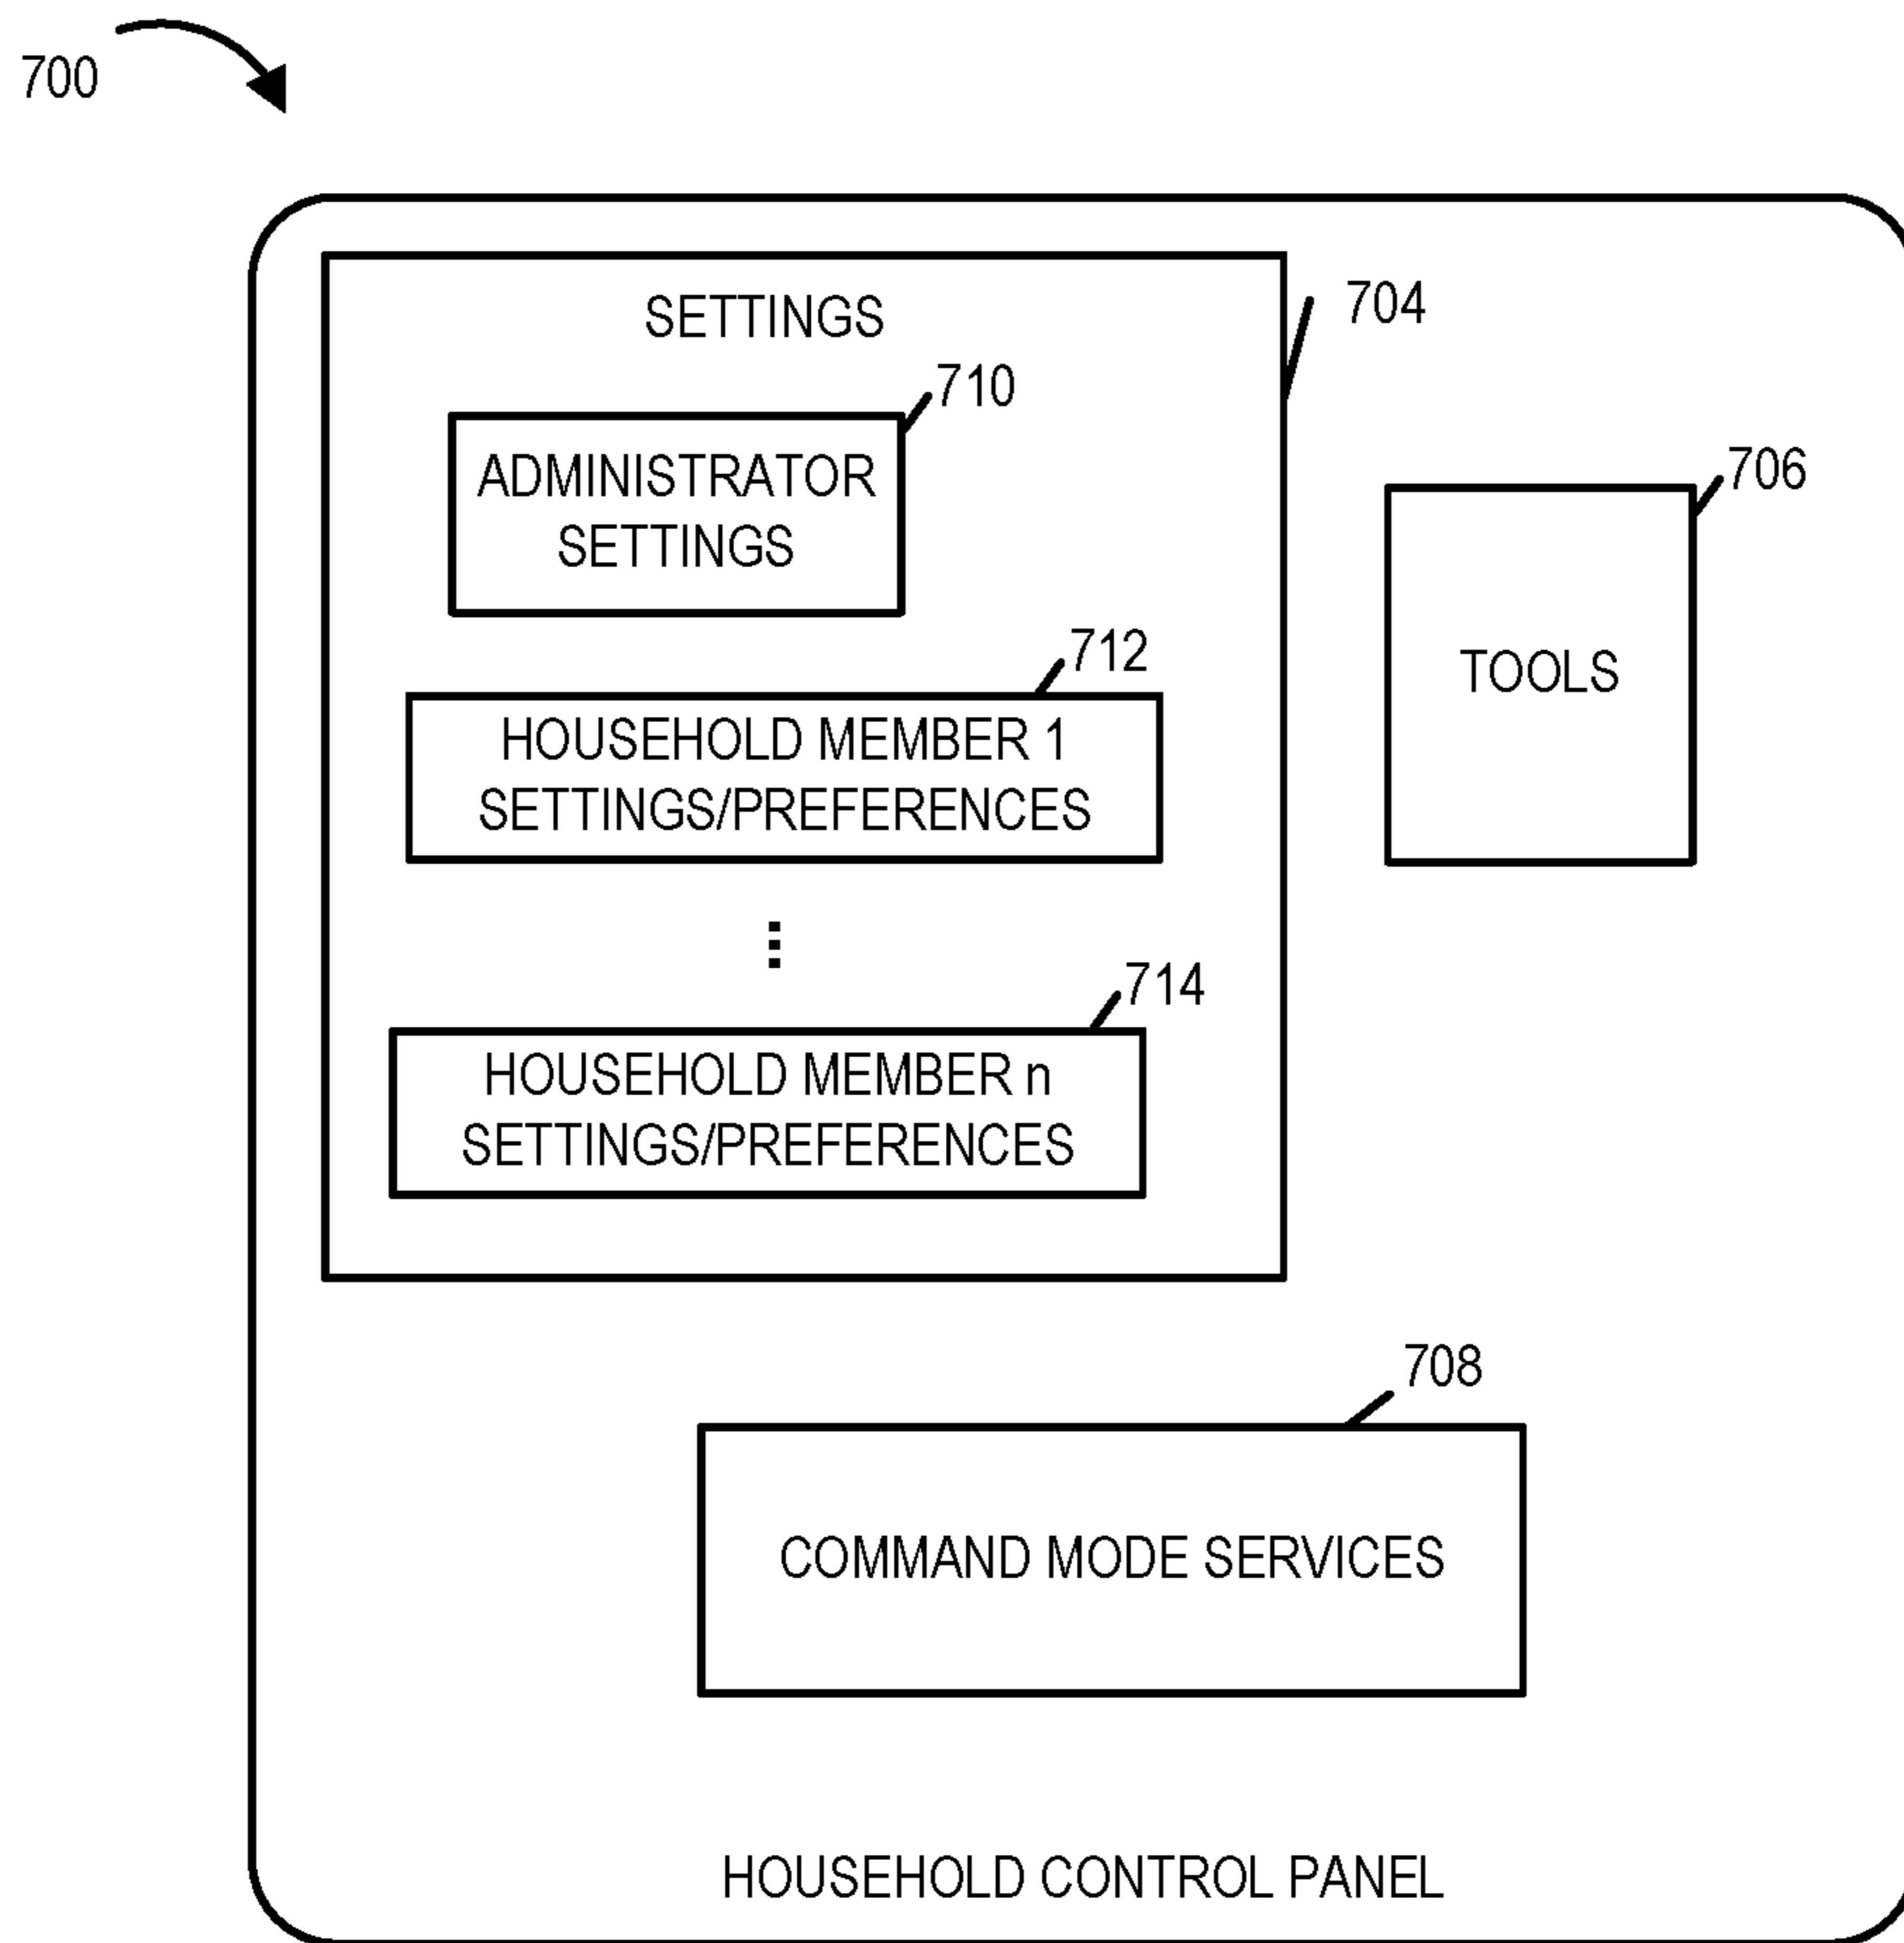 700
SETTINGS
704
710
ADMINISTRATOR
SETTINGS
706
TOOLS
712
HOUSEHOLD MEMBER 1
SETTINGS/PREFERENCES
714
HOUSEHOLD MEMBER n
SETTINGS/PREFERENCES
708
COMMAND MODE SERVICES
HOUSEHOLD CONTROL PANEL